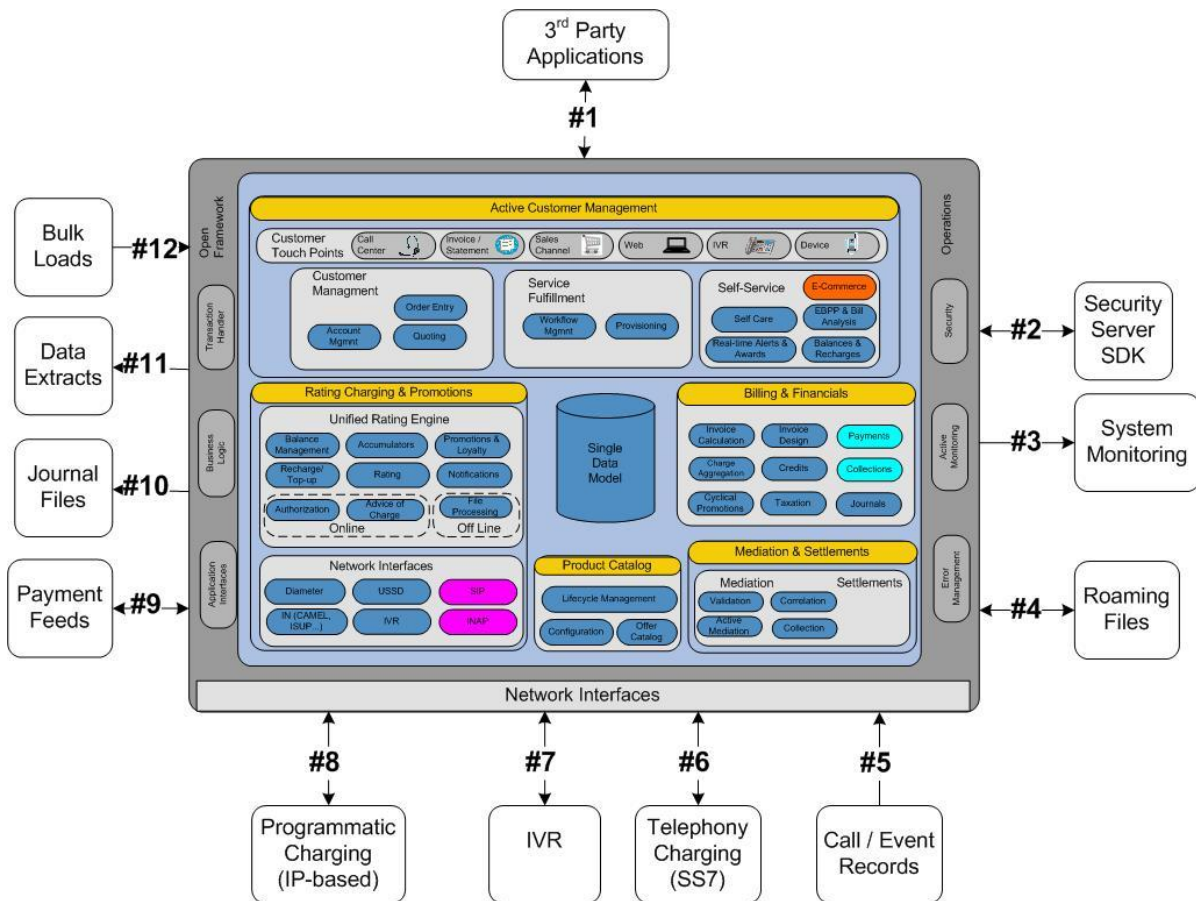 3rd Party
Applications
#1
Bulk
Loads
#12
Data
Extracts
#11
Journal
Files
#10
Payment
Feeds
#9
Open
Framework
Transaction
Handler
Business
Logic
Application
Interfaces
Active Customer Management
Customer
Touch Points
Call
Center
Invoice /
Statement
Sales
Channel
Web
IVR
Device
Customer
Managment
Order Entry
Account
Mgmnt
Quoting
Service
Fulfillment
Workflow
Mgmnt
Provisioning
Self-Service
E-Commerce
Self Care
EBPP & Bill
Analysis
Real-time Alerts &
Awards
Balances &
Recharges
Rating Charging & Promotions
Unified Rating Engine
Balance
Management
Accumulators
Promotions &
Loyalty
Recharge/
Top-up
Rating
Notifications
Authorization
Advice of
Charge
File
Processing
Online
Off Line
Network Interfaces
Diameter
USSD
SIP
IN (CAMEL,
ISUP...)
IVR
INAP
Single
Data
Model
Product Catalog
Lifecycle Management
Configuration
Offer
Catalog
Billing & Financials
Invoice
Calculation
Invoice
Design
Payments
Charge
Aggregation
Credits
Collections
Cyclical
Promotions
Taxation
Journals
Mediation & Settlements
Mediation
Settlements
Validation
Correlation
Active
Mediation
Collection
Operations
Security
Active
Monitoring
Error
Management
#2
Security
Server
SDK
#3
System
Monitoring
#4
Roaming
Files
Network Interfaces
#8
Programmatic
Charging
(IP-based)
#7
IVR
#6
Telephony
Charging
(SS7)
#5
Call / Event
Records